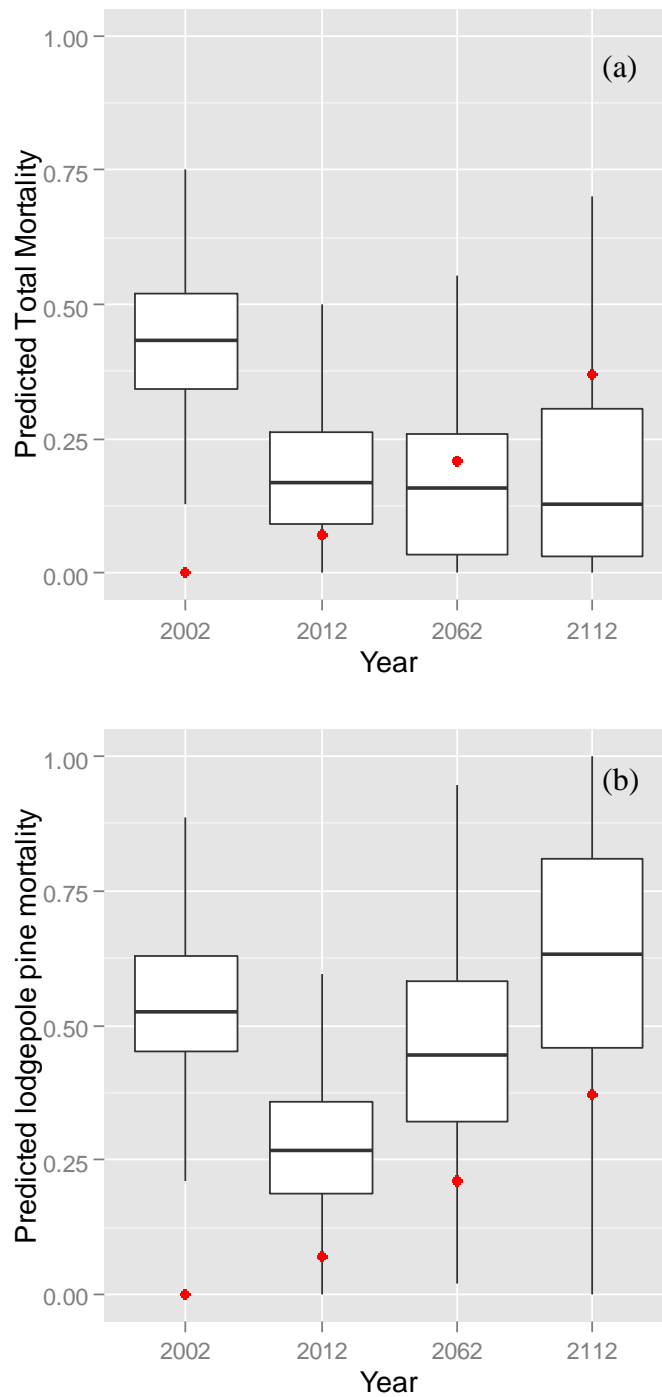 (a)
Predicted Total Mortality
1.00
0.75
0.50
0.25
0.00
2002 2012 2062 2112
Year
(b)
Predicted lodgepole pine mortality
1.00
0.75
0.50
0.25
0.00
2002 2012 2062 2112
Year